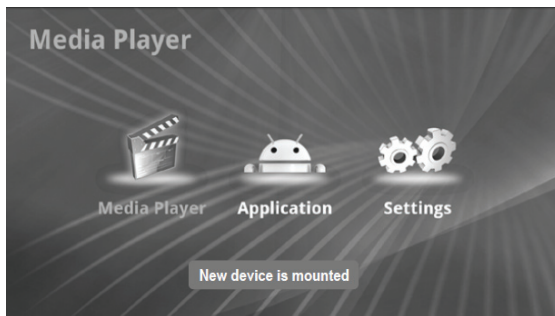 Media Player
Media Player Application Settings
New device is mounted